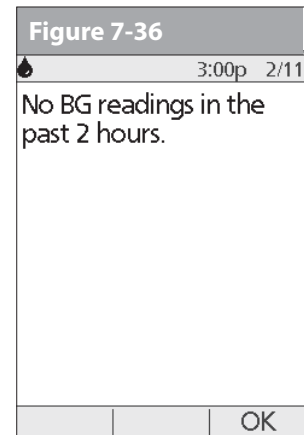 Figure 7-36
3:00p 2/11
No BG readings in the
past 2 hours.
OK